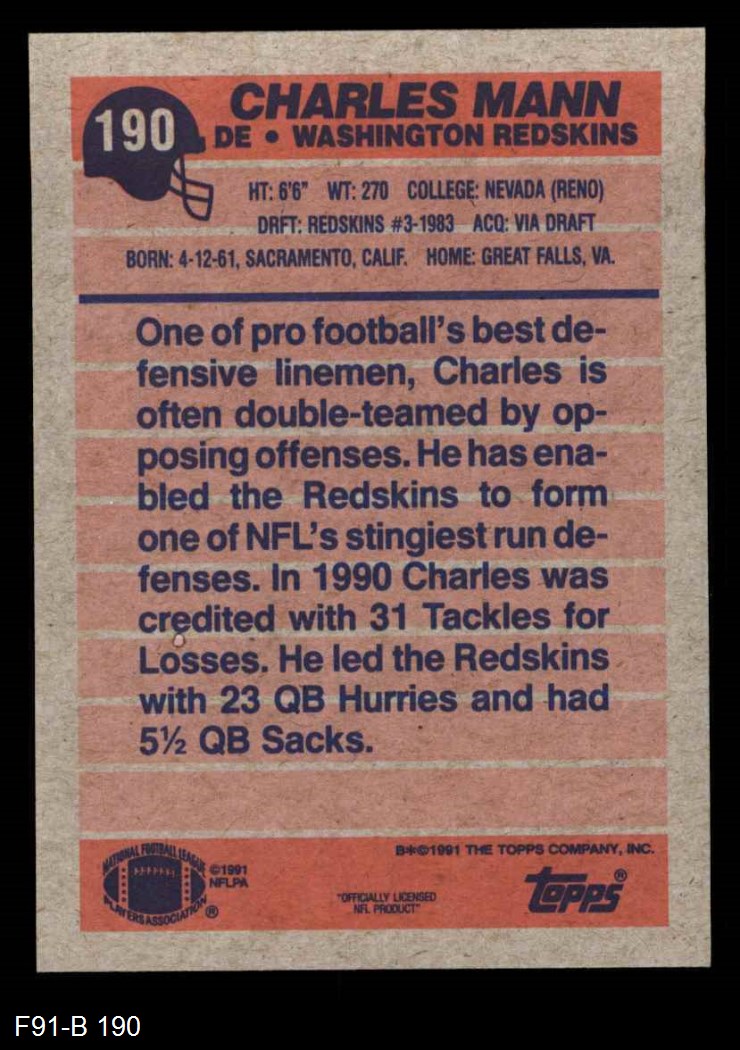 190
CHARLES MANN
DE • WASHINGTON REDSKINS
HT: 6'6" WT: 270 COLLEGE: NEVADA (RENO)
DRFT: REDSKINS #3-1983 ACQ: VIA DRAFT
BORN: 4-12-61, SACRAMENTO, CALIF. HOME: GREAT FALLS, VA.
One of pro football's best de-
fensive linemen, Charles is
often double-teamed by op-
posing offenses. He has ena-
bled the Redskins to form
one of NFL's stingiest run de-
fenses. In 1990 Charles was
credited with 31 Tackles for
Losses. He led the Redskins
with 23 QB Hurries and had
5½ QB Sacks.
B*©1991 THE TOPPS COMPANY, INC.
NATIONAL FOOTBALL LEAGUE
PLAYERS ASSOCIATION ®
©1991
NFLPA
"OFFICIALLY LICENSED
NFL PRODUCT"
topps®
F91-B 190